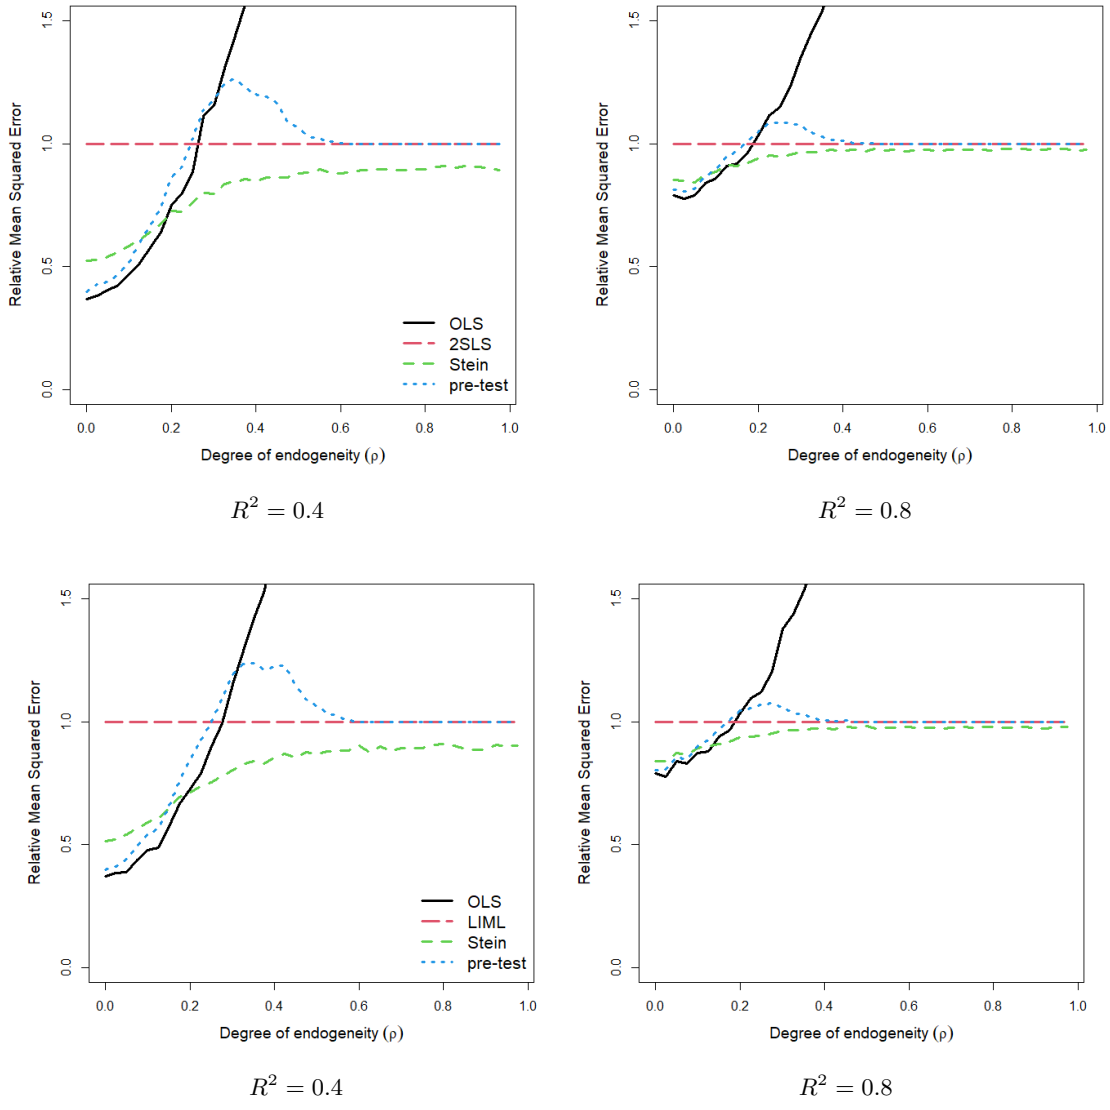 Relative Mean Squared Error
1.5
1.0
0.5
0.0
OLS
2SLS
Stein
pre-test
0.0 0.2 0.4 0.6 0.8 1.0
Degree of endogeneity (ρ)
R² = 0.4
Relative Mean Squared Error
1.5
1.0
0.5
0.0
0.0 0.2 0.4 0.6 0.8 1.0
Degree of endogeneity (ρ)
R² = 0.8
Relative Mean Squared Error
1.5
1.0
0.5
0.0
OLS
LIML
Stein
pre-test
0.0 0.2 0.4 0.6 0.8 1.0
Degree of endogeneity (ρ)
R² = 0.4
Relative Mean Squared Error
1.5
1.0
0.5
0.0
0.0 0.2 0.4 0.6 0.8 1.0
Degree of endogeneity (ρ)
R² = 0.8